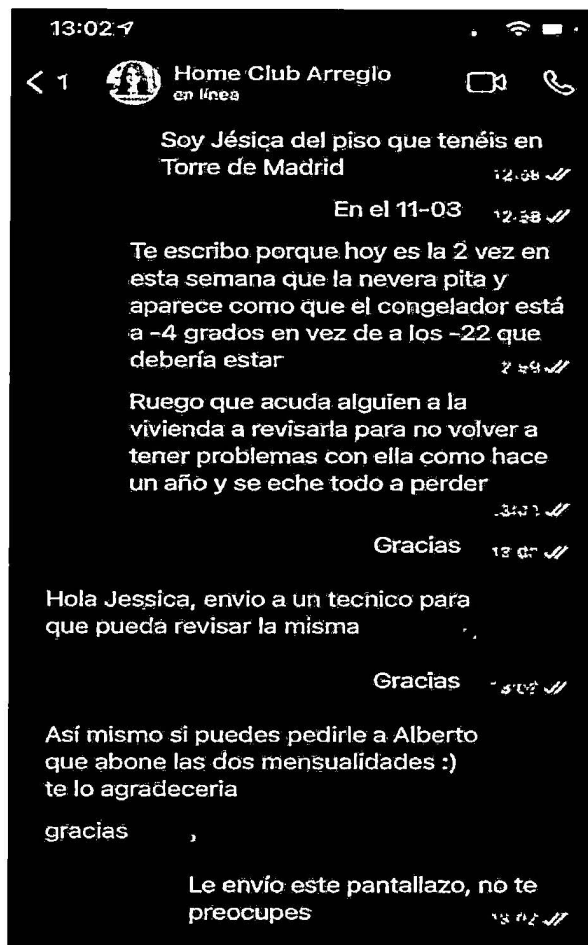 13:02
1 Home Club Arreglo
en línea
Soy Jésica del piso que tenéis en
Torre de Madrid
En el 11-03
Te escribo porque hoy es la 2 vez en
esta semana que la nevera pita y
aparece como que el congelador está
a -4 grados en vez de a los -22 que
debería estar
Ruego que acuda alguien a la
vivienda a revisarla para no volver a
tener problemas con ella como hace
un año y se eche todo a perder
Gracias
Hola Jessica, envio a un tecnico para
que pueda revisar la misma
Gracias
Así mismo si puedes pedirle a Alberto
que abone las dos mensualidades :)
te lo agradeceria
gracias
Le envío este pantallazo, no te
preocupes